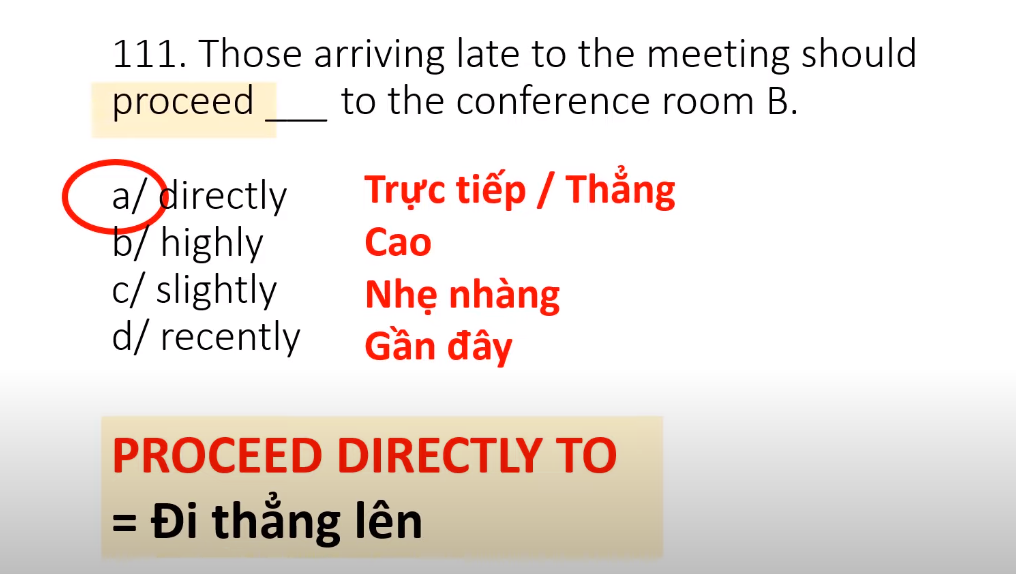 111. Those arriving late to the meeting should
proceed ___ to the conference room B.
a/ directly
Trực tiếp / Thẳng
b/ highly
Cao
c/ slightly
Nhẹ nhàng
d/ recently
Gần đây
PROCEED DIRECTLY TO
= Đi thẳng lên